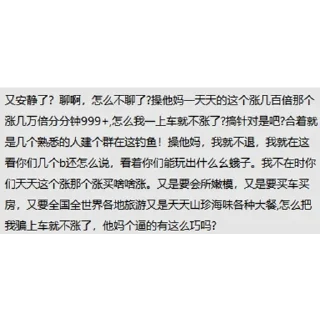 又安静了？聊啊，怎么不聊了?操他妈一天天的这个涨几百倍那个
涨几万倍分分钟999+,怎么我一上车就不涨了?搞针对是吧?合着就
是几个熟悉的人建个群在这钓鱼！操他妈，我就不退，我就在这
看你们几个b还怎么说，看着你们能玩出什么幺蛾子。我不在时你
们天天这个涨那个涨买啥啥涨。又是要会所嫩模，又是要买车买
房，又要全国全世界各地旅游又是天天山珍海味各种大餐,怎么把
我骗上车就不涨了，他妈个逼的有这么巧吗?